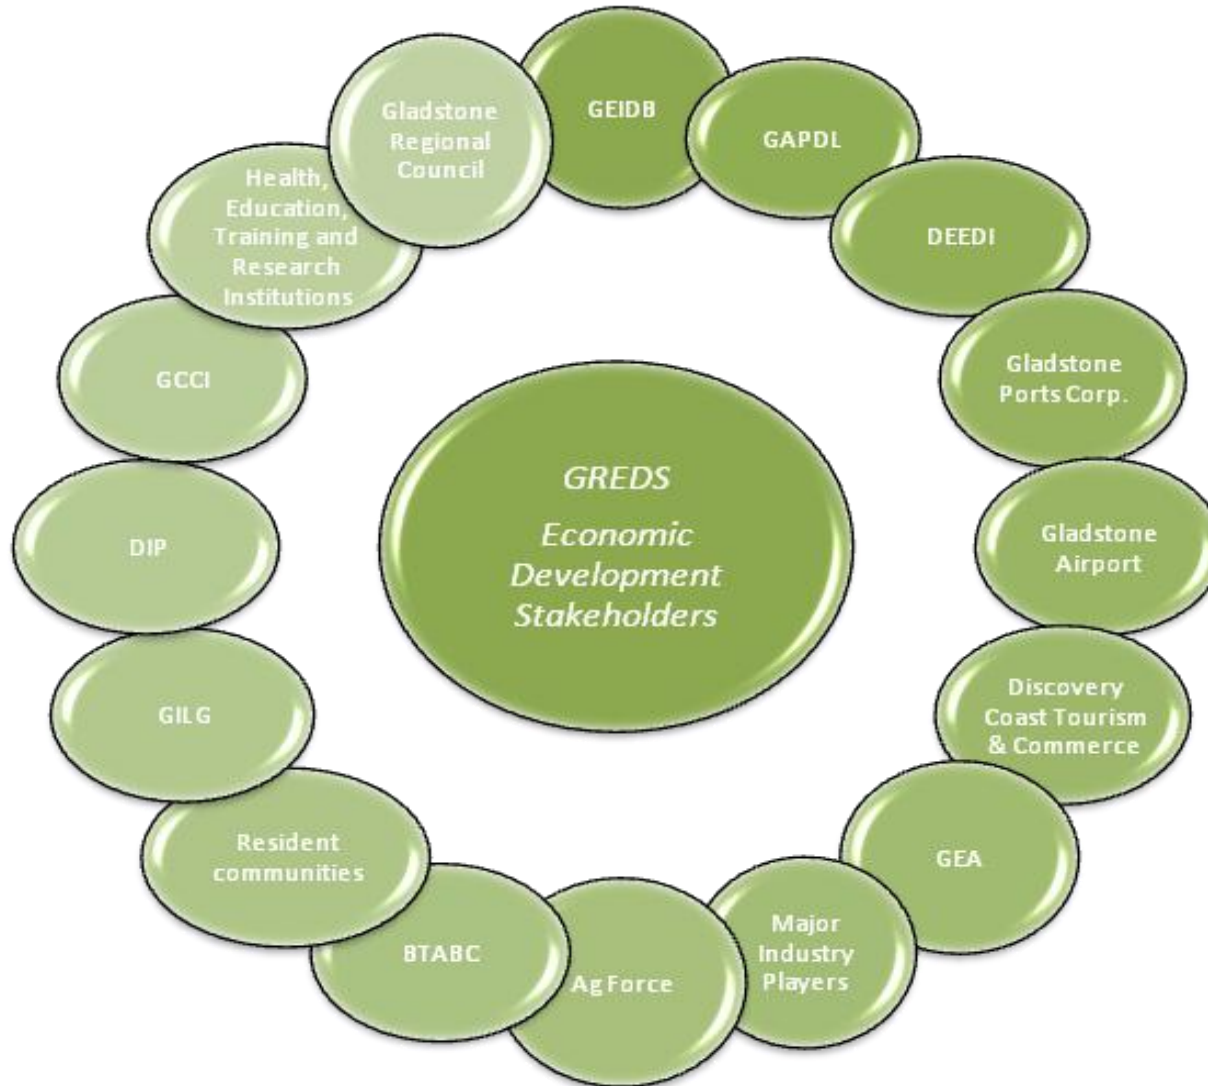 GEIDB
GAPDL
DEEDI
Gladstone
Ports Corp.
Gladstone
Airport
Discovery
Coast Tourism
& Commerce
GEA
Major
Industry
Players
Ag Force
BTABC
Resident
communities
GILG
DIP
GCCI
Health,
Education,
Training and
Research
Institutions
Gladstone
Regional
Council
GREDS
Economic
Development
Stakeholders